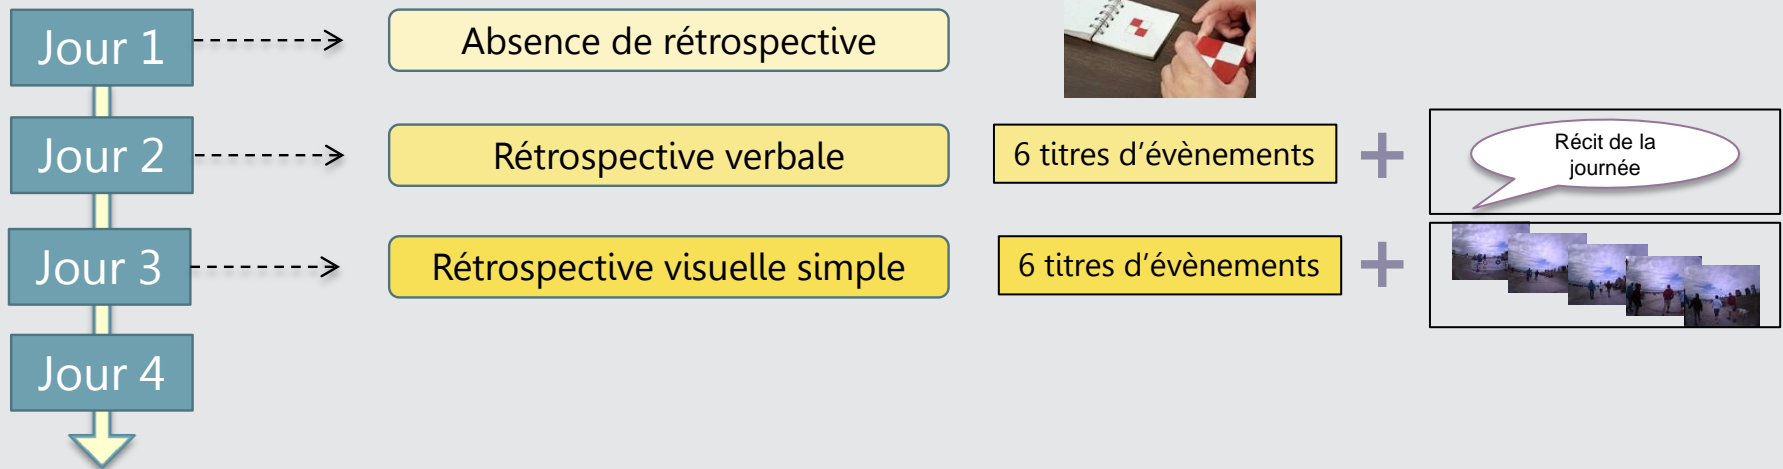 Jour 1
Absence de rétrospective
Jour 2
Rétrospective verbale
6 titres d'évènements
+
Récit de la
journée
Jour 3
Rétrospective visuelle simple
6 titres d'évènements
+
Jour 4